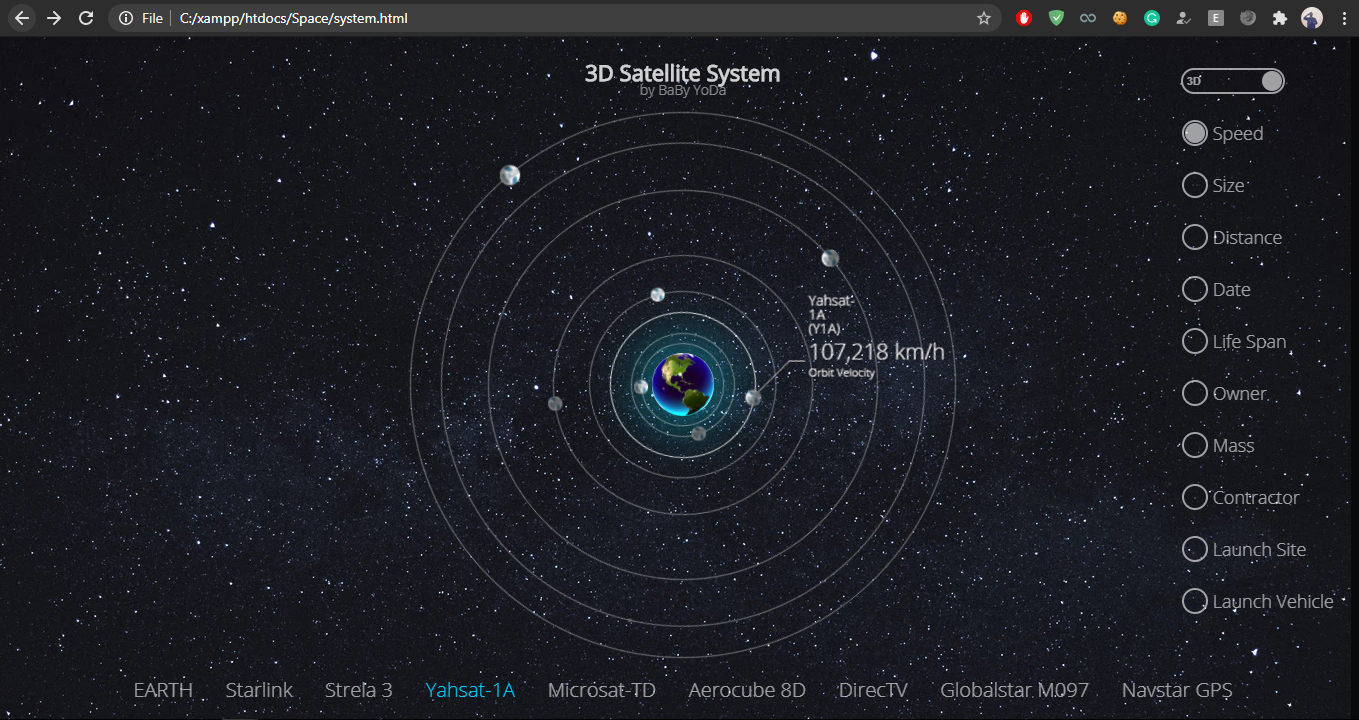 File
C:/xampp/htdocs/Space/system.html
E
3D Satellite System
by BaBy YoDa
3D
Speed
Size
Distance
Date
Life Span
Owner
Mass
Contractor
Launch Site
Launch Vehicle
Yahsat-
1A
(Y1A)
107,218 km/h
Orbit Velocity
EARTH
Starlink
Strela 3
Yahsat-1A
Microsat-TD
Aerocube 8D
DirecTV
Globalstar M097
Navstar GPS